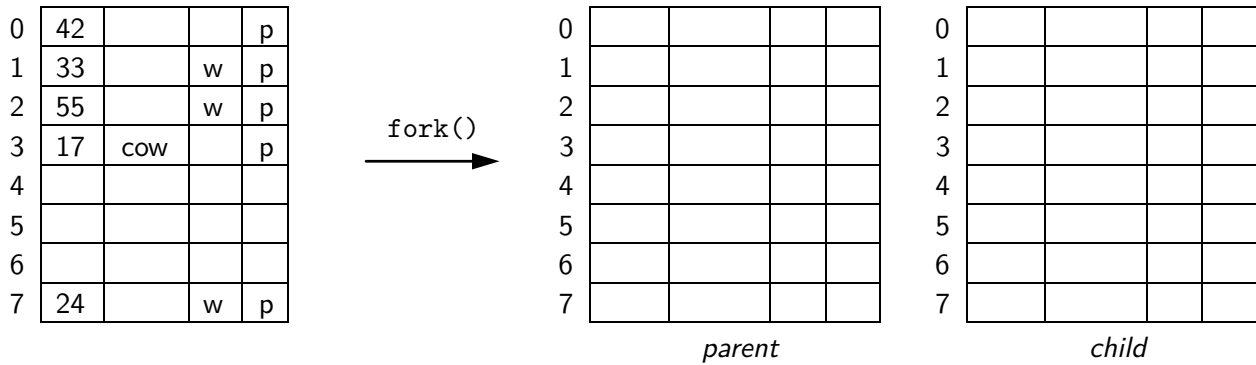 0 42 p 0 0
1 33 w p 1 1
2 55 w p 2 2
fork()
3 17 cow p 3 3
4 4 4
5 5 5
6 6 6
7 24 w p 7 7
parent child